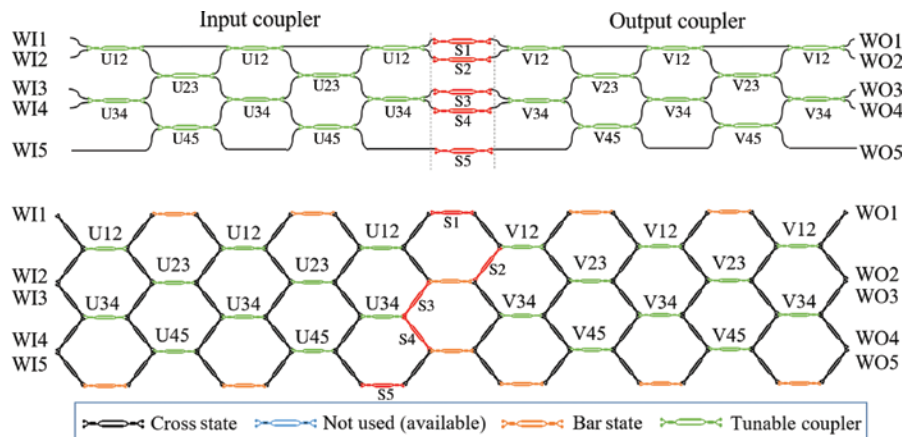 Input coupler Output coupler
WI1 S1 WO1
WI2 U12 U12 U12 S2 V12 V12 V12 WO2
U23 U23 V23 V23
WI3 S3 WO3
WI4 U34 U34 U34 S4 V34 V34 V34 WO4
U45 U45 V45 V45
WI5 S5 WO5
WI1 S1 WO1
U12 U12 U12 V12 V12 V12
WI2 U23 U23 S2 V23 V23 WO2
WI3 U34 U34 U34 S3 V34 V34 V34 WO3
WI4 U45 U45 S4 V45 V45 WO4
WI5 WO5
S5
Cross state Not used (available) Bar state Tunable coupler